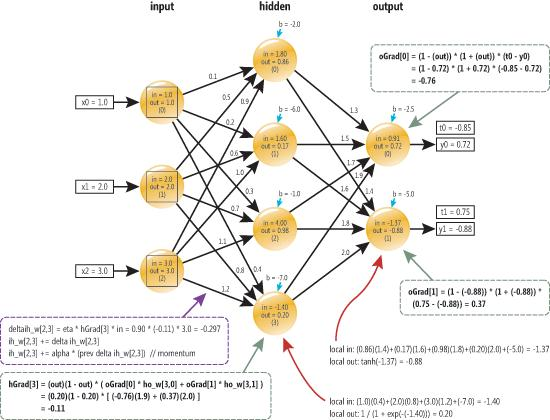 input
hidden
output
b = -2.0
in = 1.80
out = 0.86
(0)
oGrad[0] = (1 - (out)) * (1 + (out)) * (t0 - y0)
= (1 - 0.72) * (1 + 0.72) * (-0.85 - 0.72)
= -0.76
0.1
0.5
0.9
x0 = 1.0
in = 1.0
out = 1.0
(0)
b = -6.0
1.3
b = -2.5
t0 = -0.85
y0 = 0.72
0.2
0.6
1.0
in = 1.60
out = 0.17
(1)
1.5
in = 0.91
out = 0.72
(0)
1.7
1.9
x1 = 2.0
in = 2.0
out = 2.0
(1)
0.3
0.7
b = -1.0
1.6
1.4
b = -5.0
1.1
in = 4.00
out = 0.98
(2)
1.8
in = -1.37
out = -0.88
(1)
t1 = 0.75
y1 = -0.88
2.0
x2 = 3.0
in = 3.0
out = 3.0
(2)
0.8
0.4
b = -7.0
1.2
in = -1.40
out = 0.20
(3)
oGrad[1] = (1 - (-0.88)) * (1 + (-0.88)) *
(0.75 - (-0.88)) = 0.37
deltaih_w[2,3] = eta * hGrad[3] * in = 0.90 * (-0.11) * 3.0 = -0.297
ih_w[2,3] += delta ih_w[2,3]
ih_w[2,3] += alpha * (prev delta ih_w[2,3]) // momentum
local in: (0.86)(1.4)+(0.17)(1.6)+(0.98)(1.8)+(0.20)(2.0)+(-5.0) = -1.37
local out: tanh(-1.37) = -0.88
hGrad[3] = (out)(1 - out) * ( oGrad[0] * ho_w[3,0] + oGrad[1] * ho_w[3,1] )
= (0.20)(1 - 0.20) * [ (-0.76)(1.9) + (0.37)(2.0) ]
= -0.11
local in: (1.0)(0.4)+(2.0)(0.8)+(3.0)(1.2)+(-7.0) = -1.40
local out: 1 / (1 + exp(-(-1.40))) = 0.20